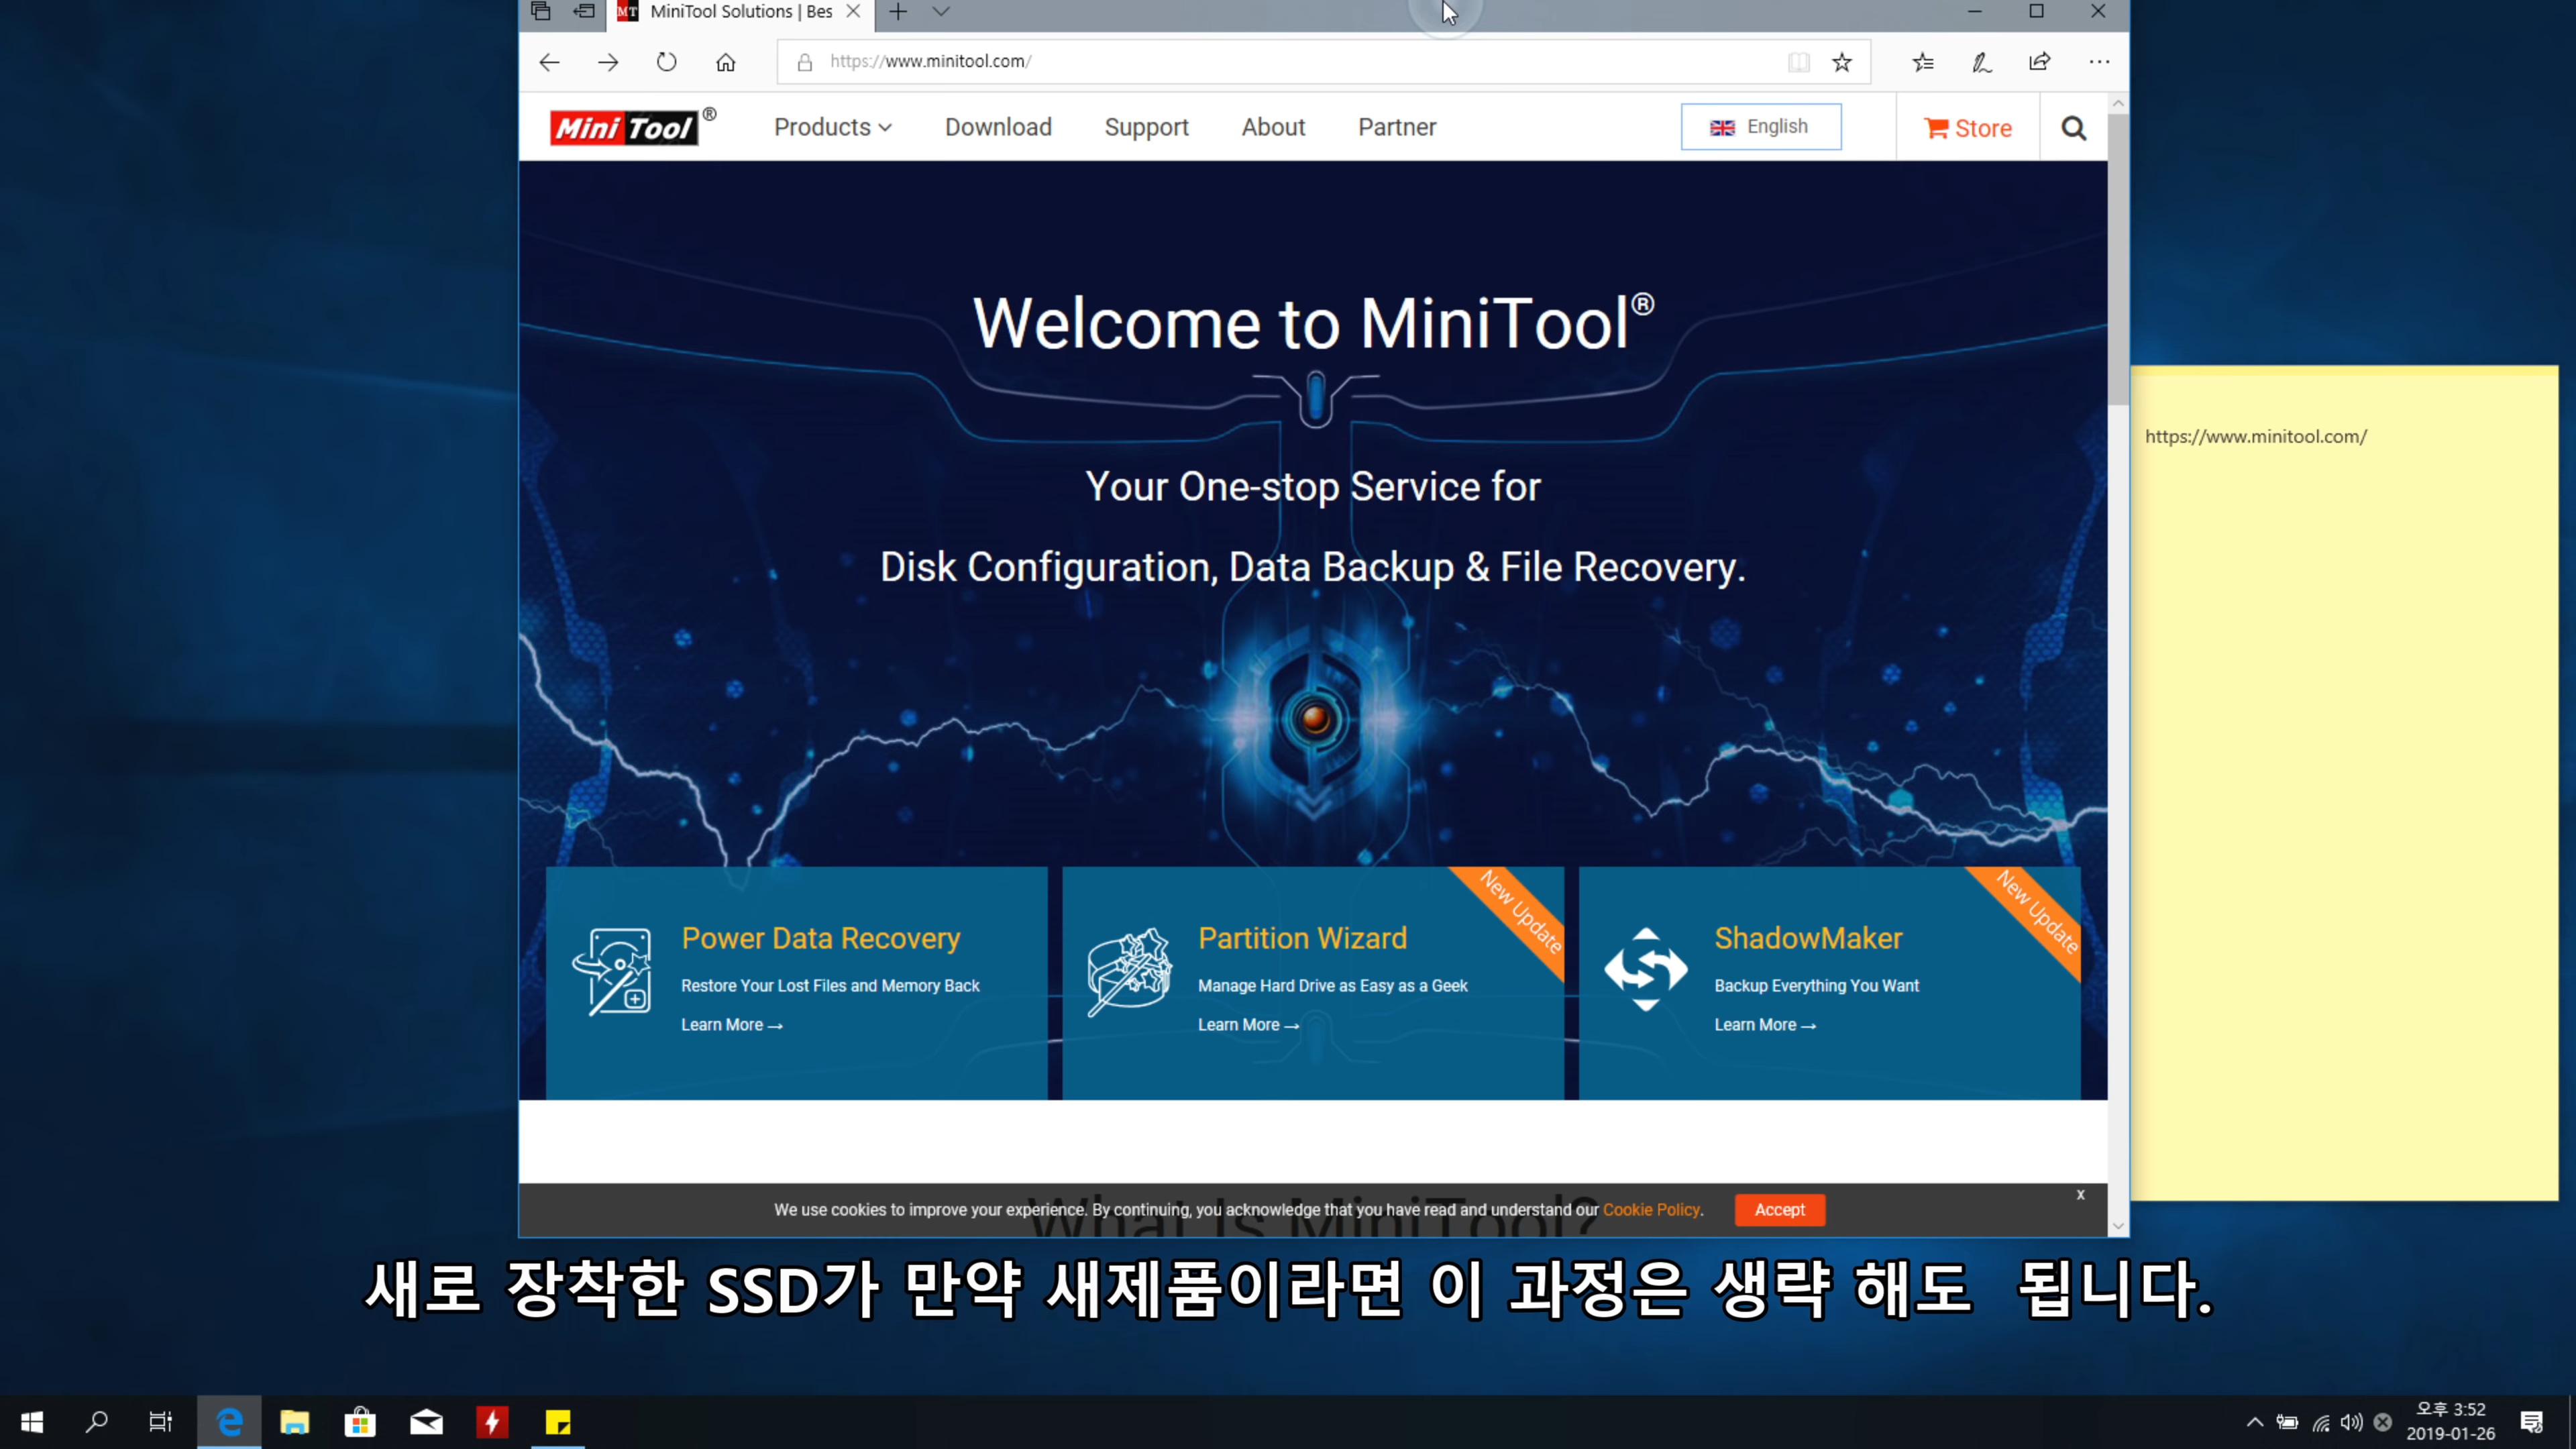 MT MiniTool Solutions | Bes
https://www.minitool.com/
Mini Tool ®
Products
Download
Support
About
Partner
English
Store
Welcome to MiniTool®
Your One-stop Service for
Disk Configuration, Data Backup & File Recovery.
https://www.minitool.com/
Power Data Recovery
Restore Your Lost Files and Memory Back
Learn More →
New Update
Partition Wizard
Manage Hard Drive as Easy as a Geek
Learn More →
New Update
ShadowMaker
Backup Everything You Want
Learn More →
What Is MiniTool?
We use cookies to improve your experience. By continuing, you acknowledge that you have read and understand our Cookie Policy.
Accept
x
새로 장착한 SSD가 만약 새제품이라면 이 과정은 생략 해도 됩니다.
오후 3:52
2019-01-26